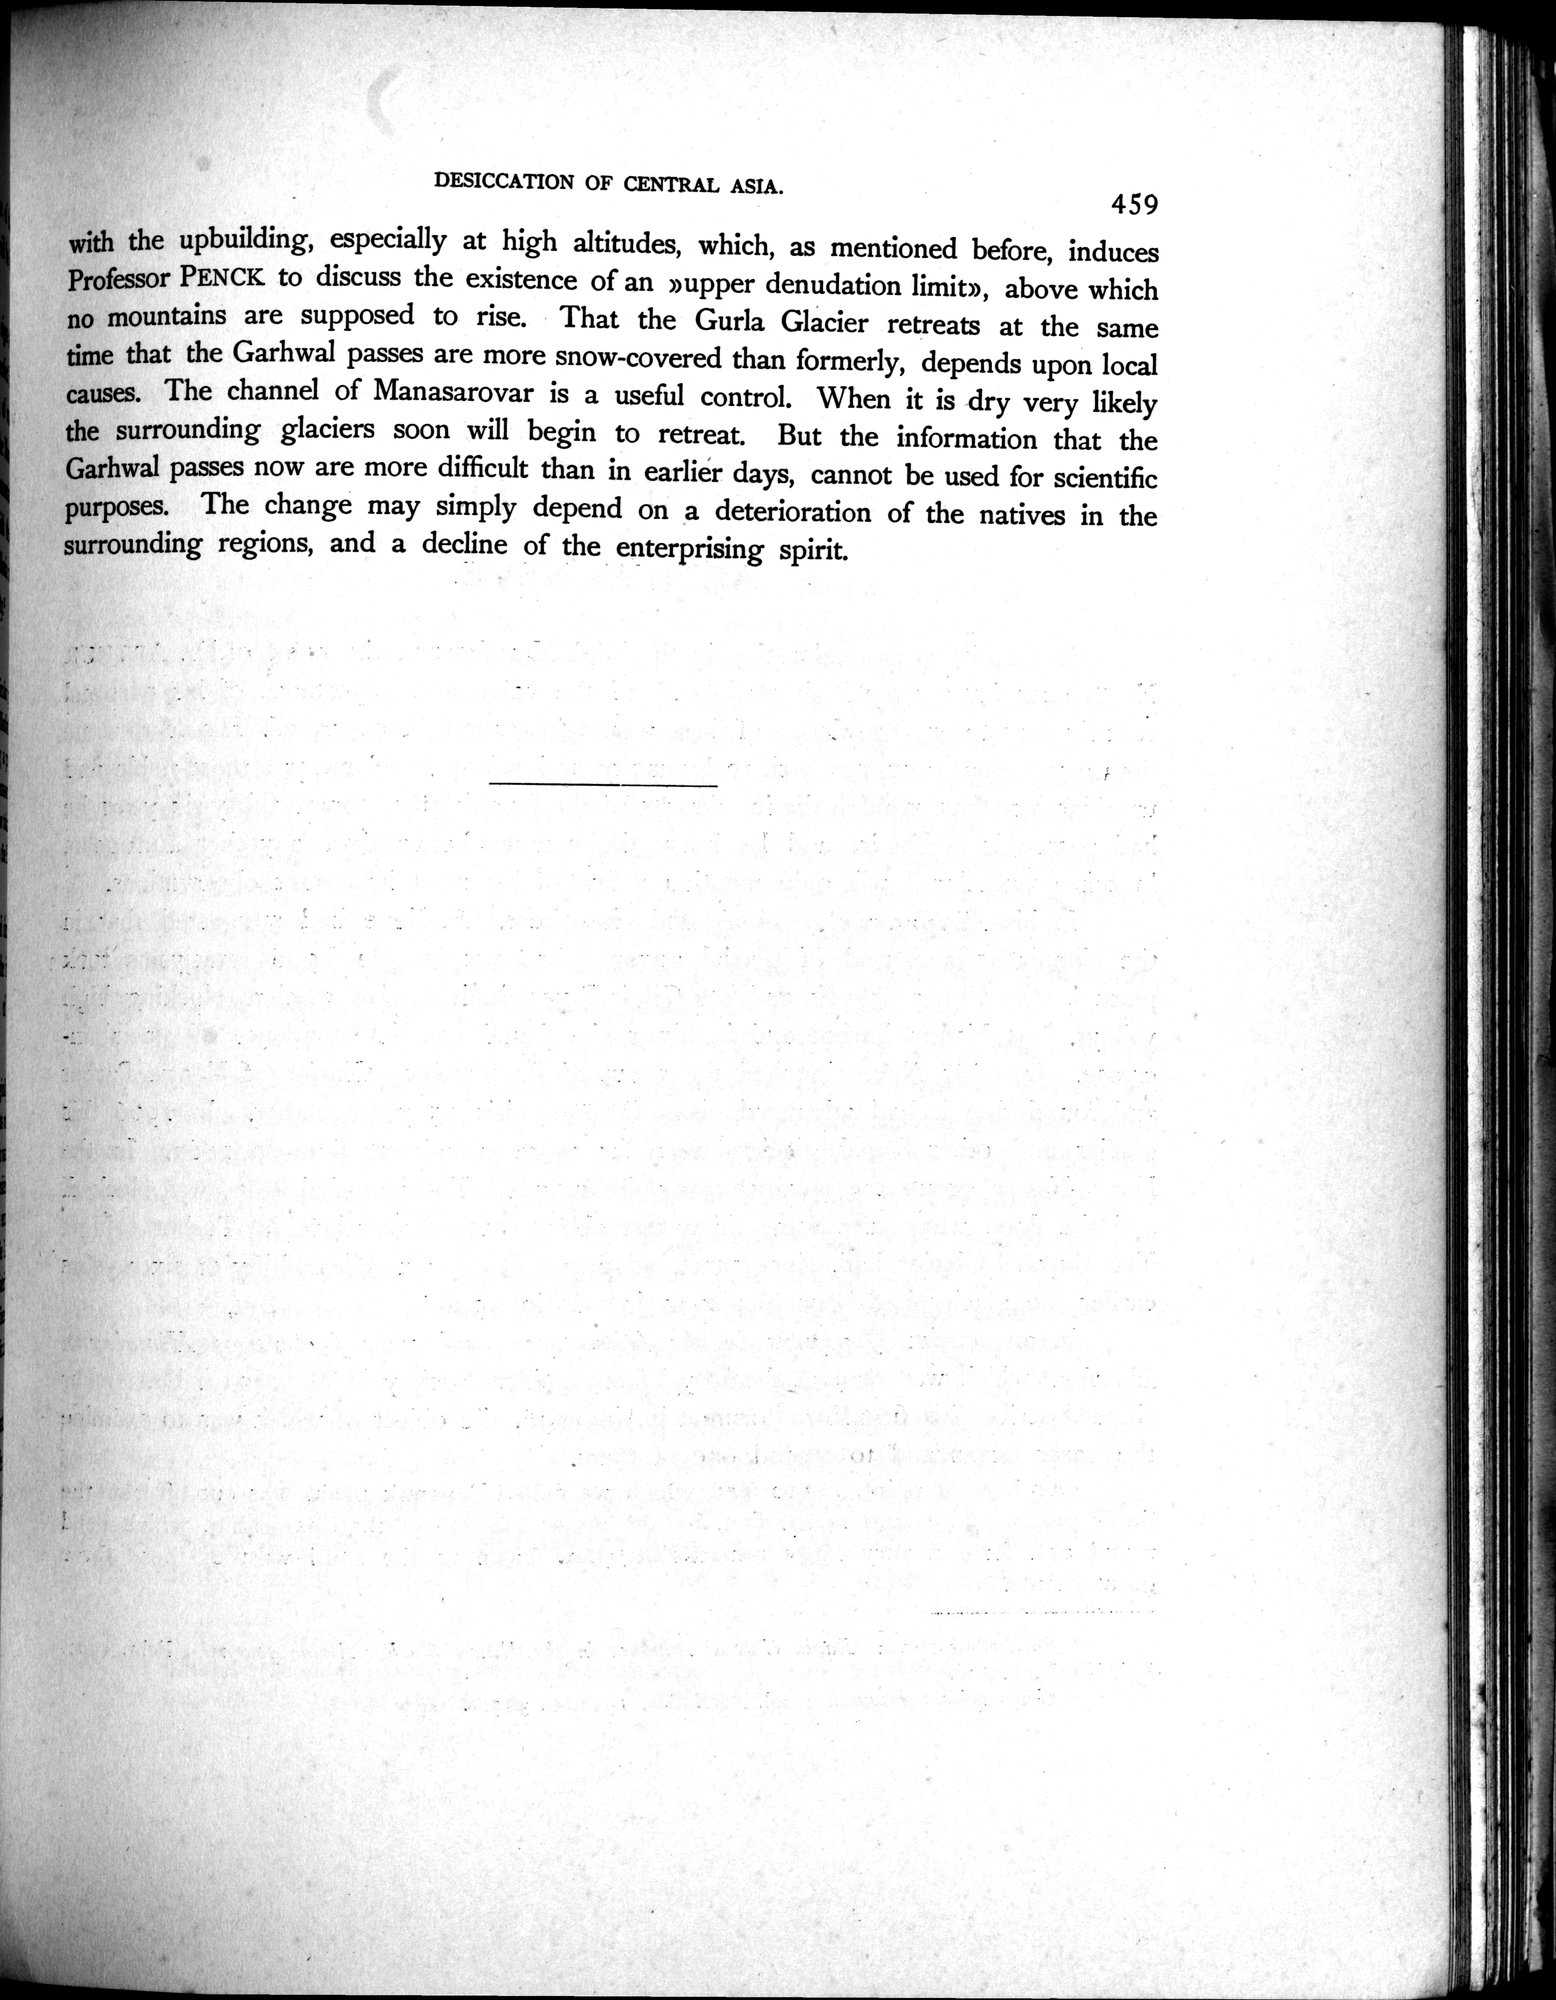 DESICCATION OF CENTRAL ASIA.
459
with the upbuilding, especially at high altitudes, which, as mentioned before, induces
Professor PENCK to discuss the existence of an »upper denudation limit», above which
no mountains are supposed to rise. That the Gurla Glacier retreats at the same
time that the Garhwal passes are more snow-covered than formerly, depends upon local
causes. The channel of Manasarovar is a useful control. When it is dry very likely
the surrounding glaciers soon will begin to retreat. But the information that the
Garhwal passes now are more difficult than in earlier days, cannot be used for scientific
purposes. The change may simply depend on a deterioration of the natives in the
surrounding regions, and a decline of the enterprising spirit.